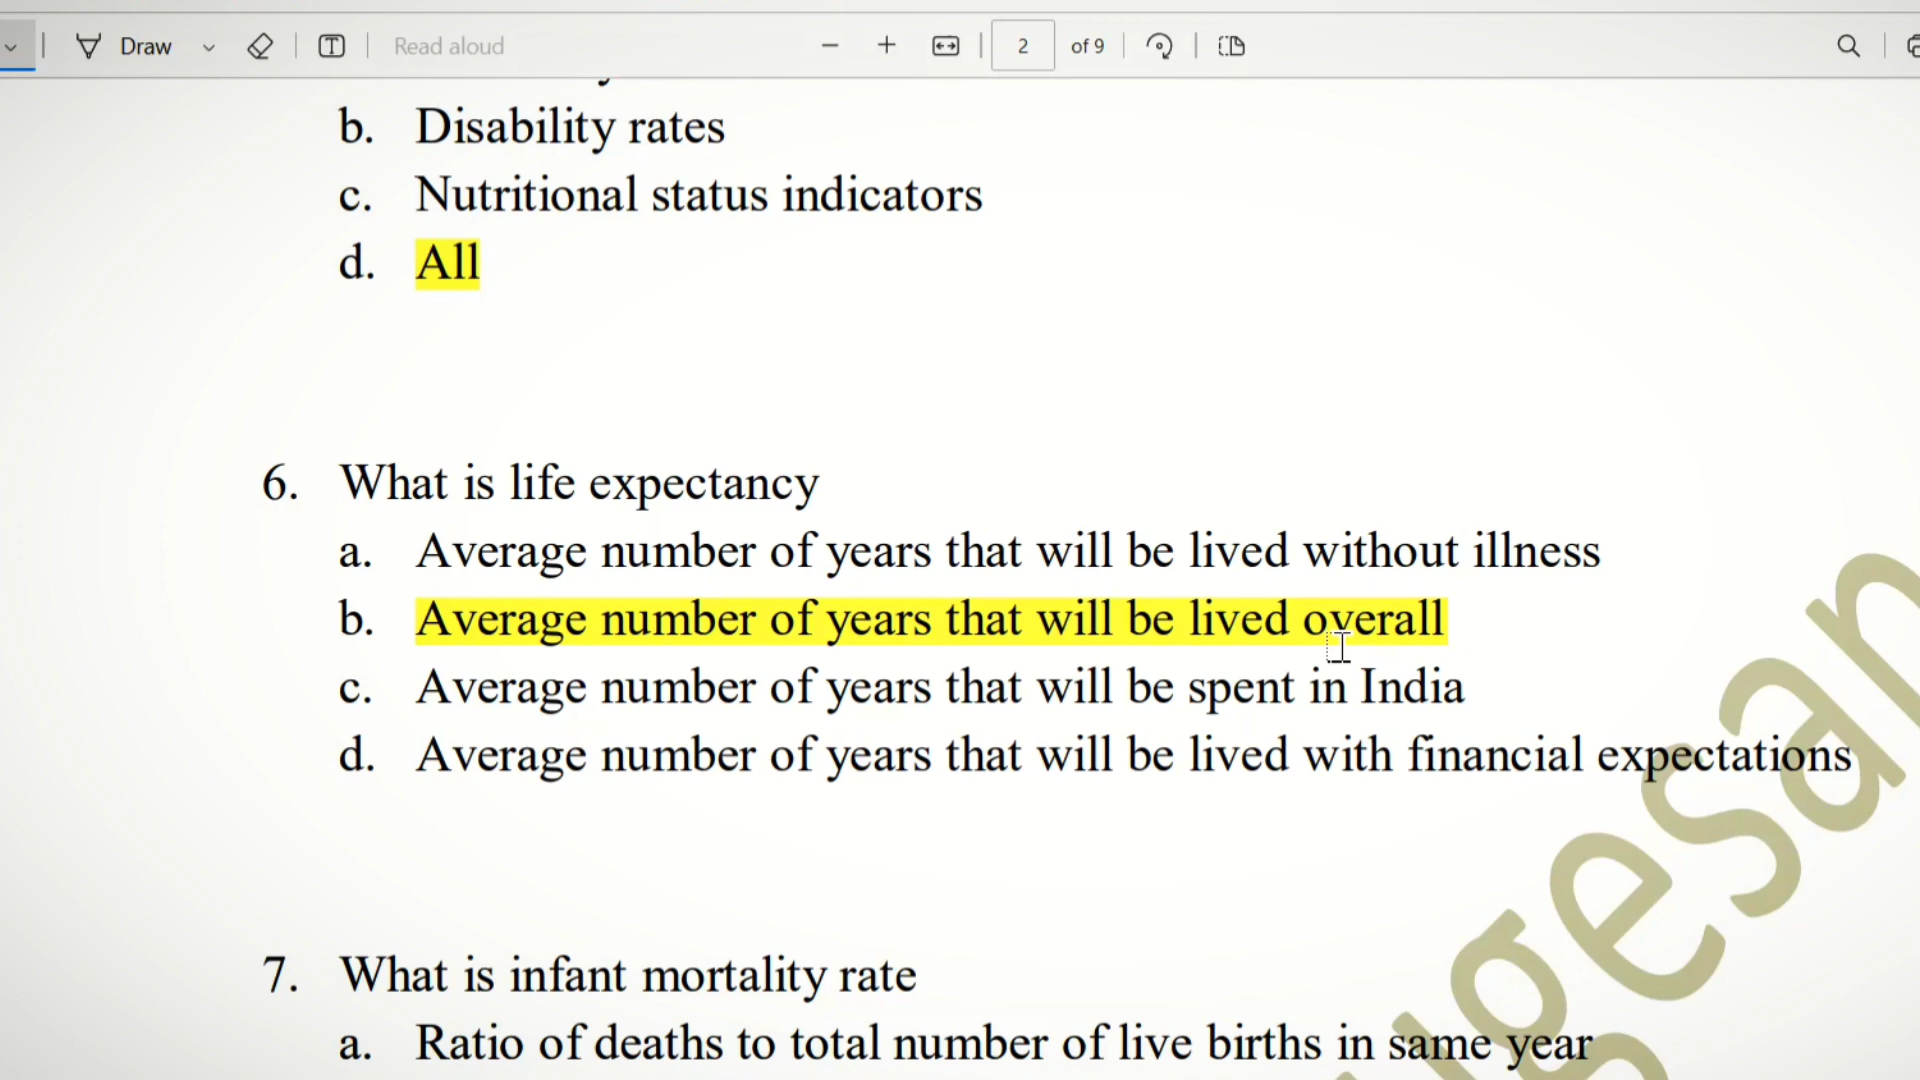 Draw
Read aloud
2 of 9
b. Disability rates
c. Nutritional status indicators
d. All
6. What is life expectancy
a. Average number of years that will be lived without illness
b. Average number of years that will be lived overall
c. Average number of years that will be spent in India
d. Average number of years that will be lived with financial expectations
7. What is infant mortality rate
a. Ratio of deaths to total number of live births in same year